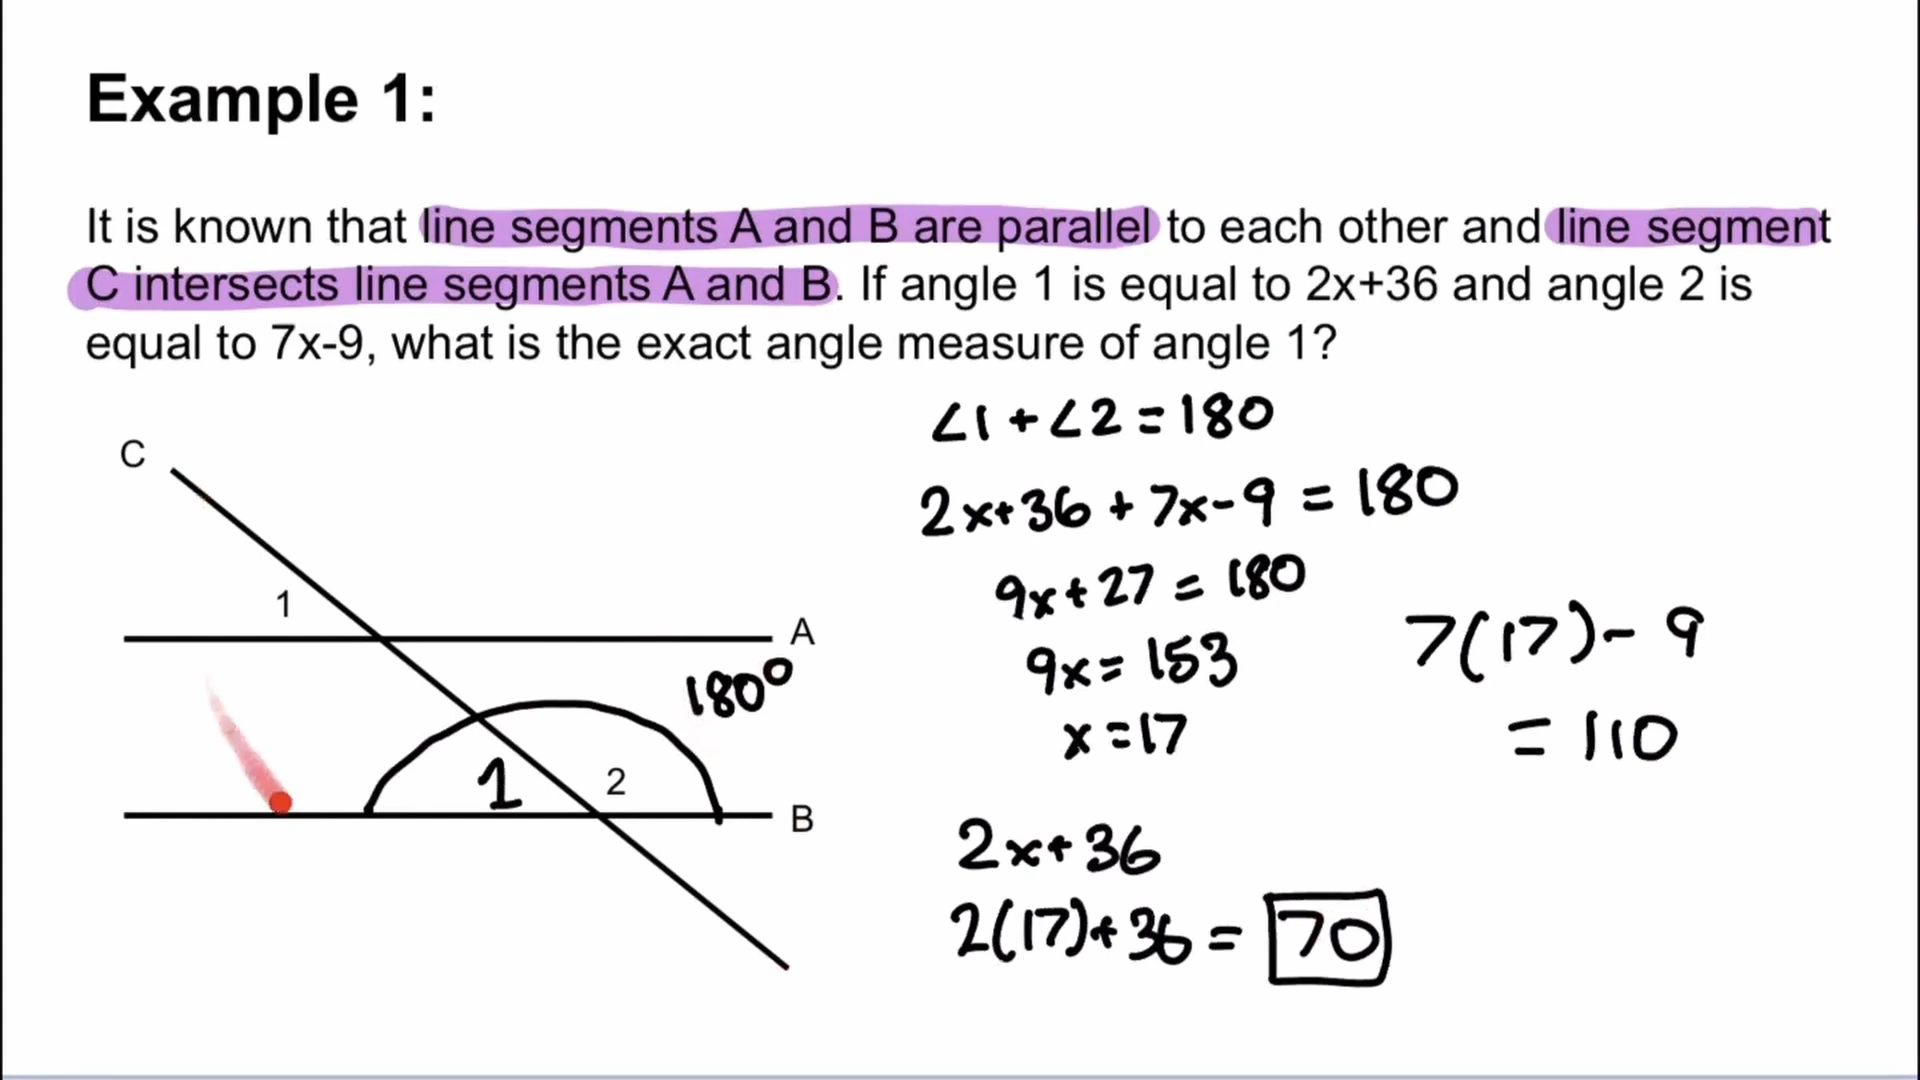 Example 1:
It is known that line segments A and B are parallel to each other and line segment
C intersects line segments A and B. If angle 1 is equal to 2x+36 and angle 2 is
equal to 7x-9, what is the exact angle measure of angle 1?
C
1
A
180°
1
2
B
∠1 + ∠2 = 180
2x+36 + 7x-9 = 180
9x+27 = 180
9x = 153
x = 17
7(17) - 9
= 110
2x+36
2(17)+36 = 70